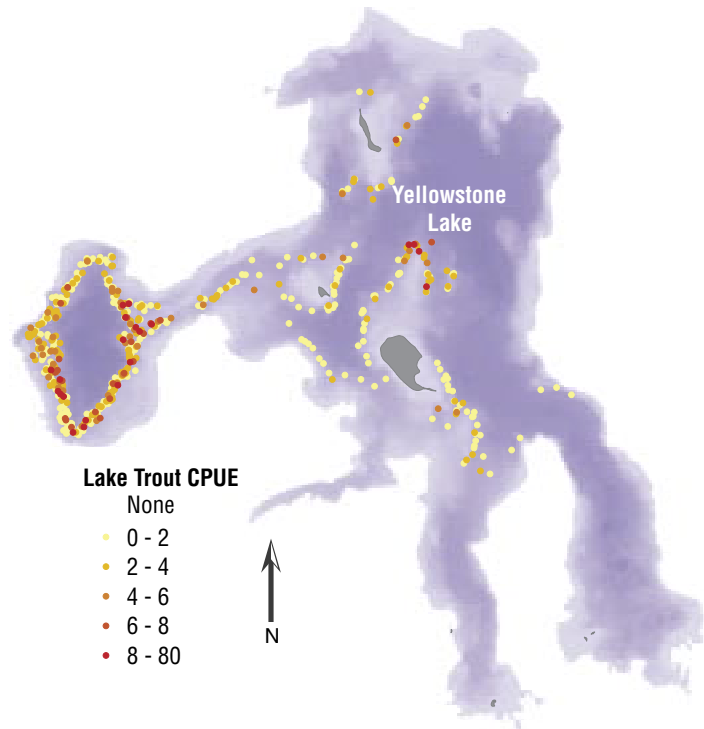 Yellowstone
Lake
Lake Trout CPUE
None
0 - 2
2 - 4
4 - 6
6 - 8
8 - 80
N